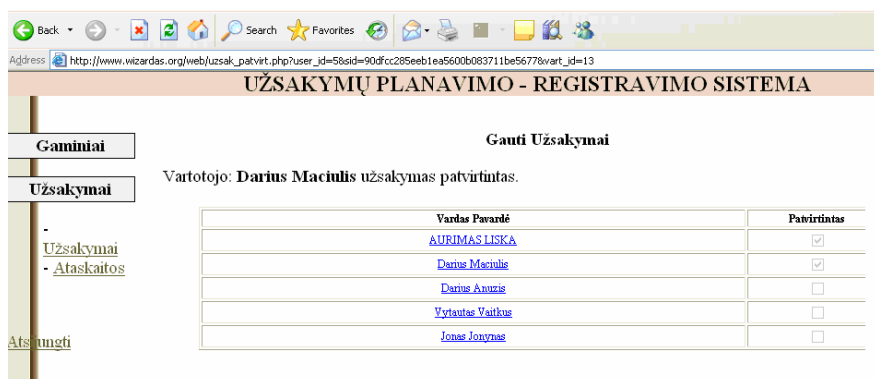 Back Search Favorites
Address http://www.wizardas.org/web/uzsak_patvirt.php?user_id=5&sid=90dfcc285eeb1ea5600b083711be5677&vart_id=13
UŽSAKYMŲ PLANAVIMO - REGISTRAVIMO SISTEMA
Gauti Užsakymai
Gaminiai
Vartotojo: Darius Maciulis užsakymas patvirtintas.
Užsakymai
-
Užsakymai
- Ataskaitos
Atsijungti
Vardas Pavardė Patvirtintas
AURIMAS LISKA
Darius Maciulis
Darius Anuzis
Vytautas Vaitkus
Jonas Jonynas